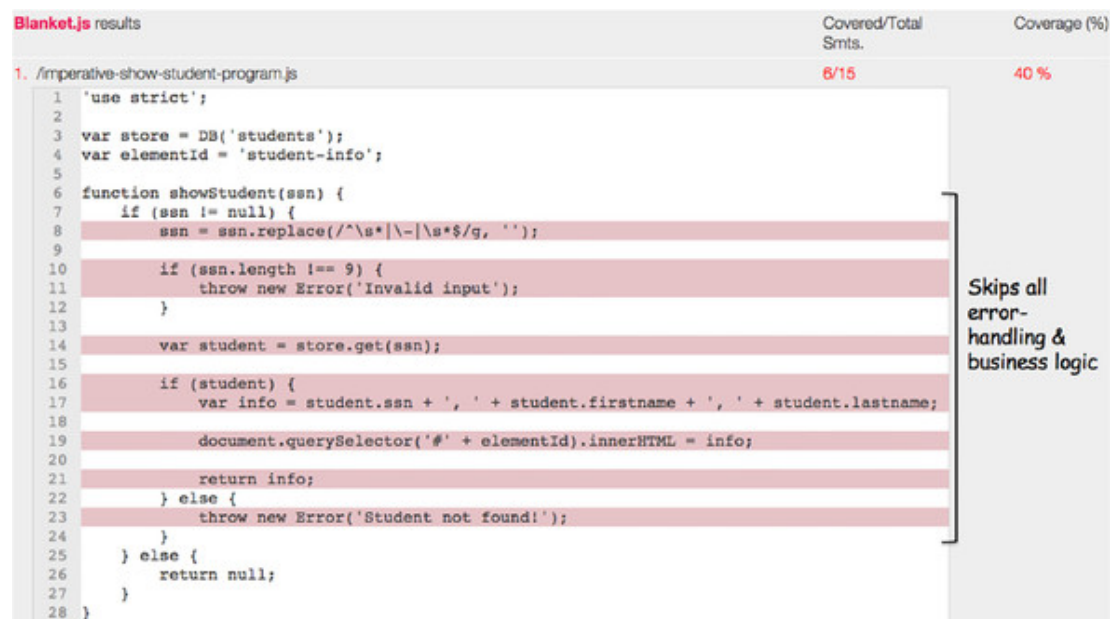 Blanket.js results Covered/Total Smts. Coverage (%)
1. /imperative-show-student-program.js 6/15 40 %
1 'use strict';
2
3 var store = DB('students');
4 var elementId = 'student-info';
5
6 function showStudent(ssn) {
7 if (ssn != null) {
8 ssn = ssn.replace(/^\s*|\-|\s*$/g, '');
9
10 if (ssn.length !== 9) {
11 throw new Error('Invalid input');
12 }
13
14 var student = store.get(ssn);
15
16 if (student) {
17 var info = student.ssn + ', ' + student.firstname + ', ' + student.lastname;
18
19 document.querySelector('#' + elementId).innerHTML = info;
20
21 return info;
22 } else {
23 throw new Error('Student not found!');
24 }
25 } else {
26 return null;
27 }
28 }
Skips all
error-
handling &
business logic